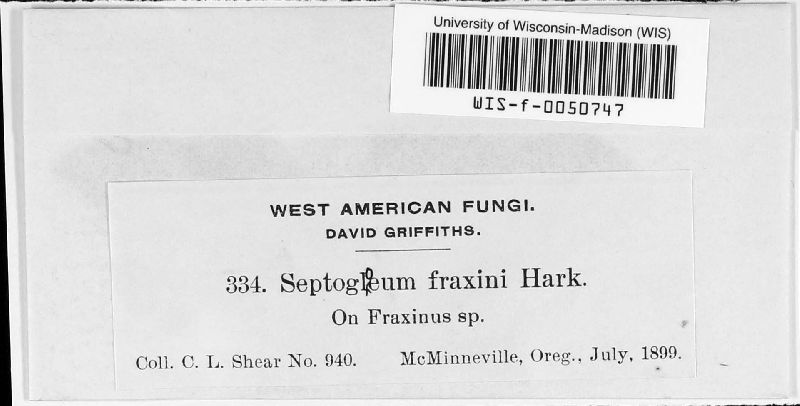 University of Wisconsin-Madison (WIS)
WIS-f-0050747
WEST AMERICAN FUNGI.
DAVID GRIFFITHS.
334. Septogloeum fraxini Hark.
On Fraxinus sp.
Coll. C. L. Shear No. 940. McMinneville, Oreg., July, 1899.